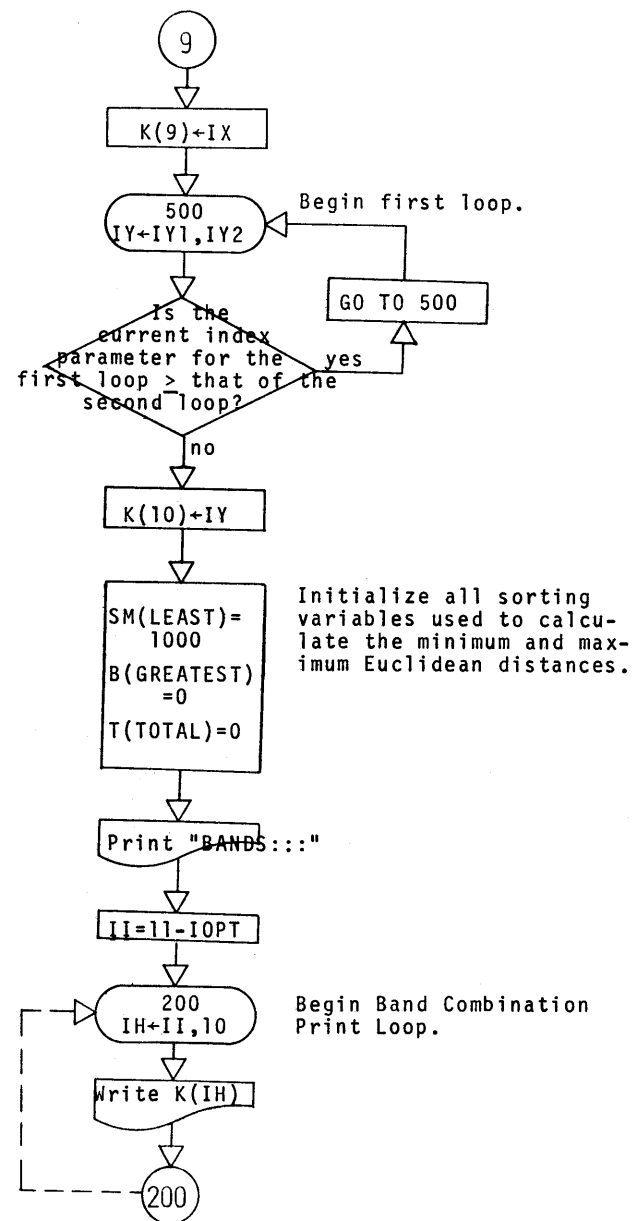 9
K(9)←IX
Begin first loop.
500
IY←IY1,IY2
GO TO 500
Is the
current index
parameter for the
yes
first loop ≥ that of the
second loop?
no
K(10)←IY
SM(LEAST)=
1000
B(GREATEST)
=0
T(TOTAL)=0
Initialize all sorting
variables used to calcu-
late the minimum and max-
imum Euclidean distances.
Print "BANDS:::"
II=11-IOPT
200
IH←II,10
Begin Band Combination
Print Loop.
Write K(IH)
200